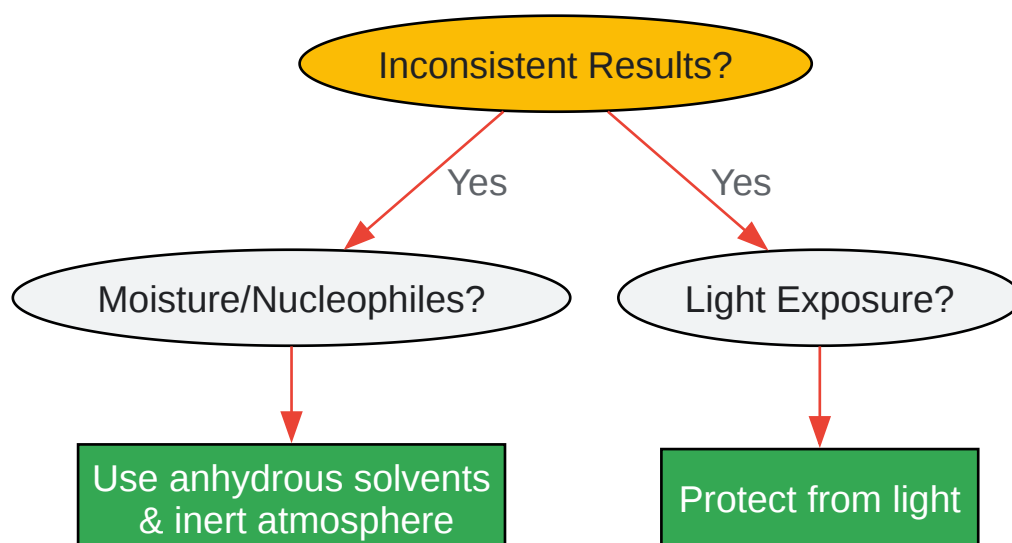 Inconsistent Results?
Yes
Yes
Moisture/Nucleophiles?
Light Exposure?
Use anhydrous solvents
& inert atmosphere
Protect from light